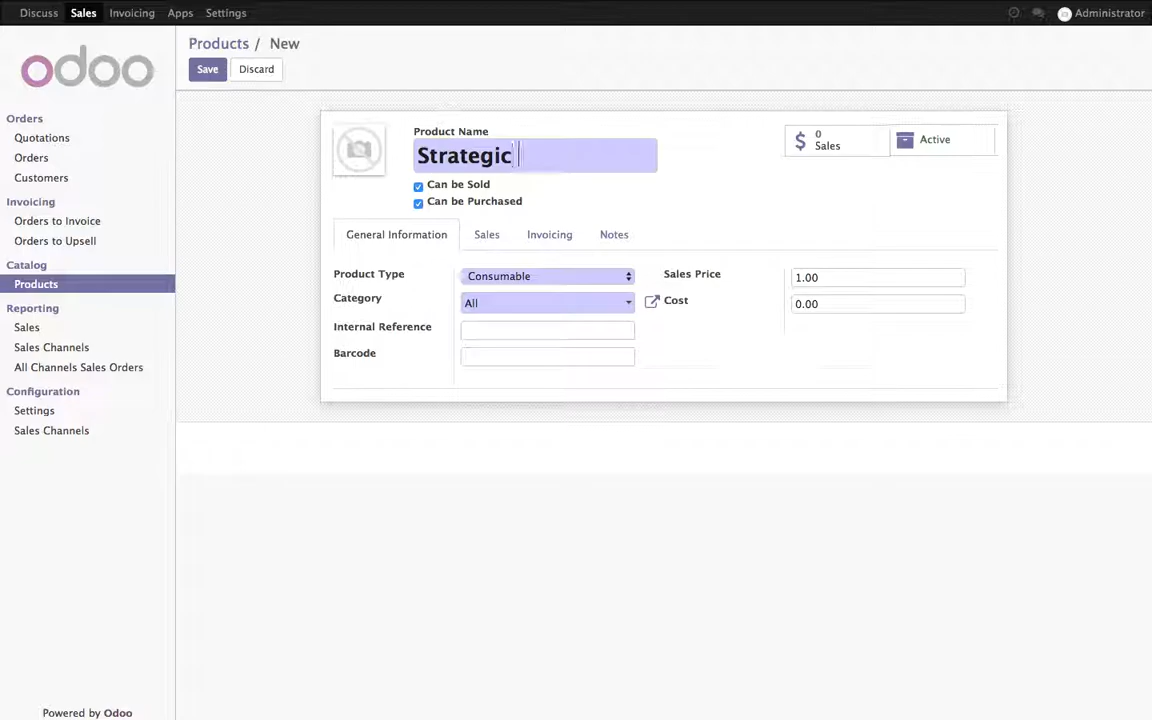 Discuss Sales Invoicing Apps Settings Administrator
odoo
Products / New
Save Discard
Orders
Quotations
Orders
Customers
Invoicing
Orders to Invoice
Orders to Upsell
Catalog
Products
Reporting
Sales
Sales Channels
All Channels Sales Orders
Configuration
Settings
Sales Channels
Powered by Odoo
Product Name
Strategic
0
Sales
Active
Can be Sold
Can be Purchased
General Information Sales Invoicing Notes
Product Type Consumable Sales Price 1.00
Category All Cost 0.00
Internal Reference
Barcode